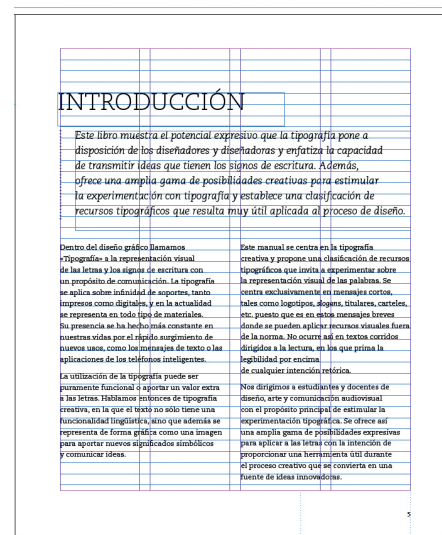 INTRODUCCIÓN
Este libro muestra el potencial expresivo que la tipografía pone a
disposición de los diseñadores y diseñadoras y enfatiza la capacidad
de transmitir ideas que tienen los signos de escritura. Además,
ofrece una amplia gama de posibilidades creativas para estimular
la experimentación con tipografía y establece una clasificación de
recursos tipográficos que resulta muy útil aplicada al proceso de diseño.
Dentro del diseño gráfico llamamos
«Tipografía» a la representación visual
de las letras y los signos de escritura con
un propósito de comunicación. La tipografía
se aplica sobre infinidad de soportes, tanto
impresos como digitales, y en la actualidad
se representa en todo tipo de materiales.
Su presencia se ha hecho más constante en
nuestras vidas por el rápido surgimiento de
nuevos usos, como los mensajes de texto o las
aplicaciones de los teléfonos inteligentes.
La utilización de la tipografía puede ser
puramente funcional o aportar un valor extra
a las letras. Hablamos entonces de tipografía
creativa, en la que el texto no sólo tiene una
funcionalidad lingüística, sino que además se
representa de forma gráfica como una imagen
para aportar nuevos significados simbólicos
y comunicar ideas.
Este manual se centra en la tipografía
creativa y propone una clasificación de recursos
tipográficos que invita a experimentar sobre
la representación visual de las palabras. Se
centra exclusivamente en mensajes cortos,
tales como logotipos, slogans, titulares, carteles,
etc. puesto que es en estos mensajes breves
donde se pueden aplicar recursos visuales fuera
de la norma. No ocurre así en textos corridos
dirigidos a la lectura, en los que prima la
legibilidad por encima
de cualquier intención retórica.
Nos dirigimos a estudiantes y docentes de
diseño, arte y comunicación audiovisual
con el propósito principal de estimular la
experimentación tipográfica. Se ofrece así
una amplia gama de posibilidades expresivas
para aplicar a las letras con la intención de
proporcionar una herramienta útil durante
el proceso creativo que se convierta en una
fuente de ideas innovadoras.
5